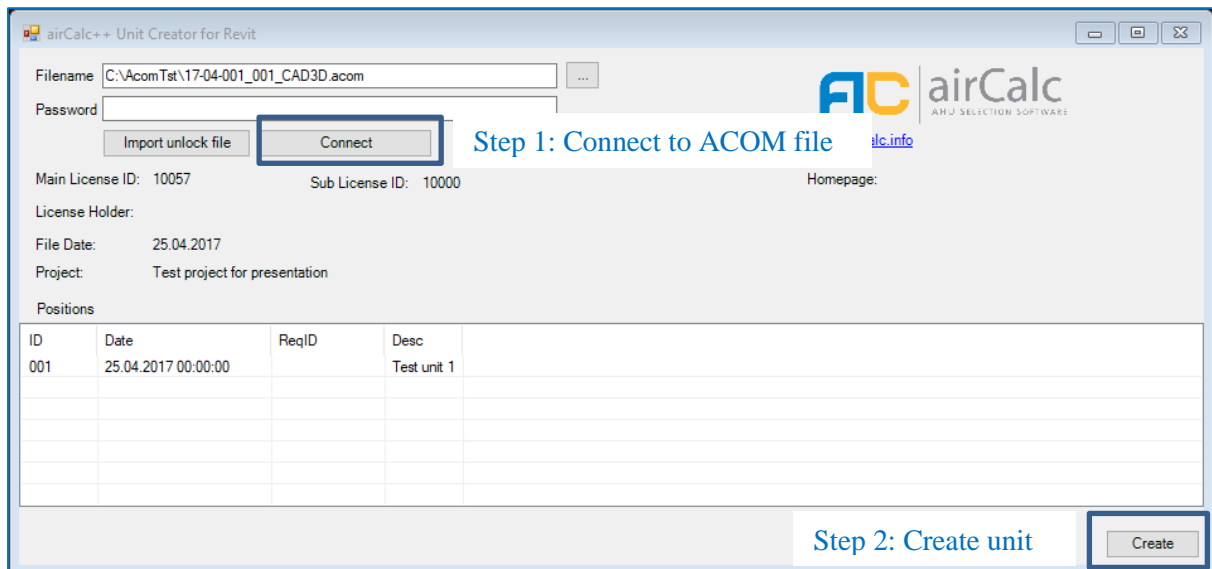 airCalc++ Unit Creator for Revit
Filename C:\AcomTst\17-04-001_001_CAD3D.acom ...
Password
AC airCalc
AHU SELECTION SOFTWARE
Import unlock file Connect Step 1: Connect to ACOM file alc.info
Main License ID: 10057 Sub License ID: 10000 Homepage:
License Holder:
File Date: 25.04.2017
Project: Test project for presentation
Positions
ID Date ReqID Desc
001 25.04.2017 00:00:00 Test unit 1
Step 2: Create unit Create